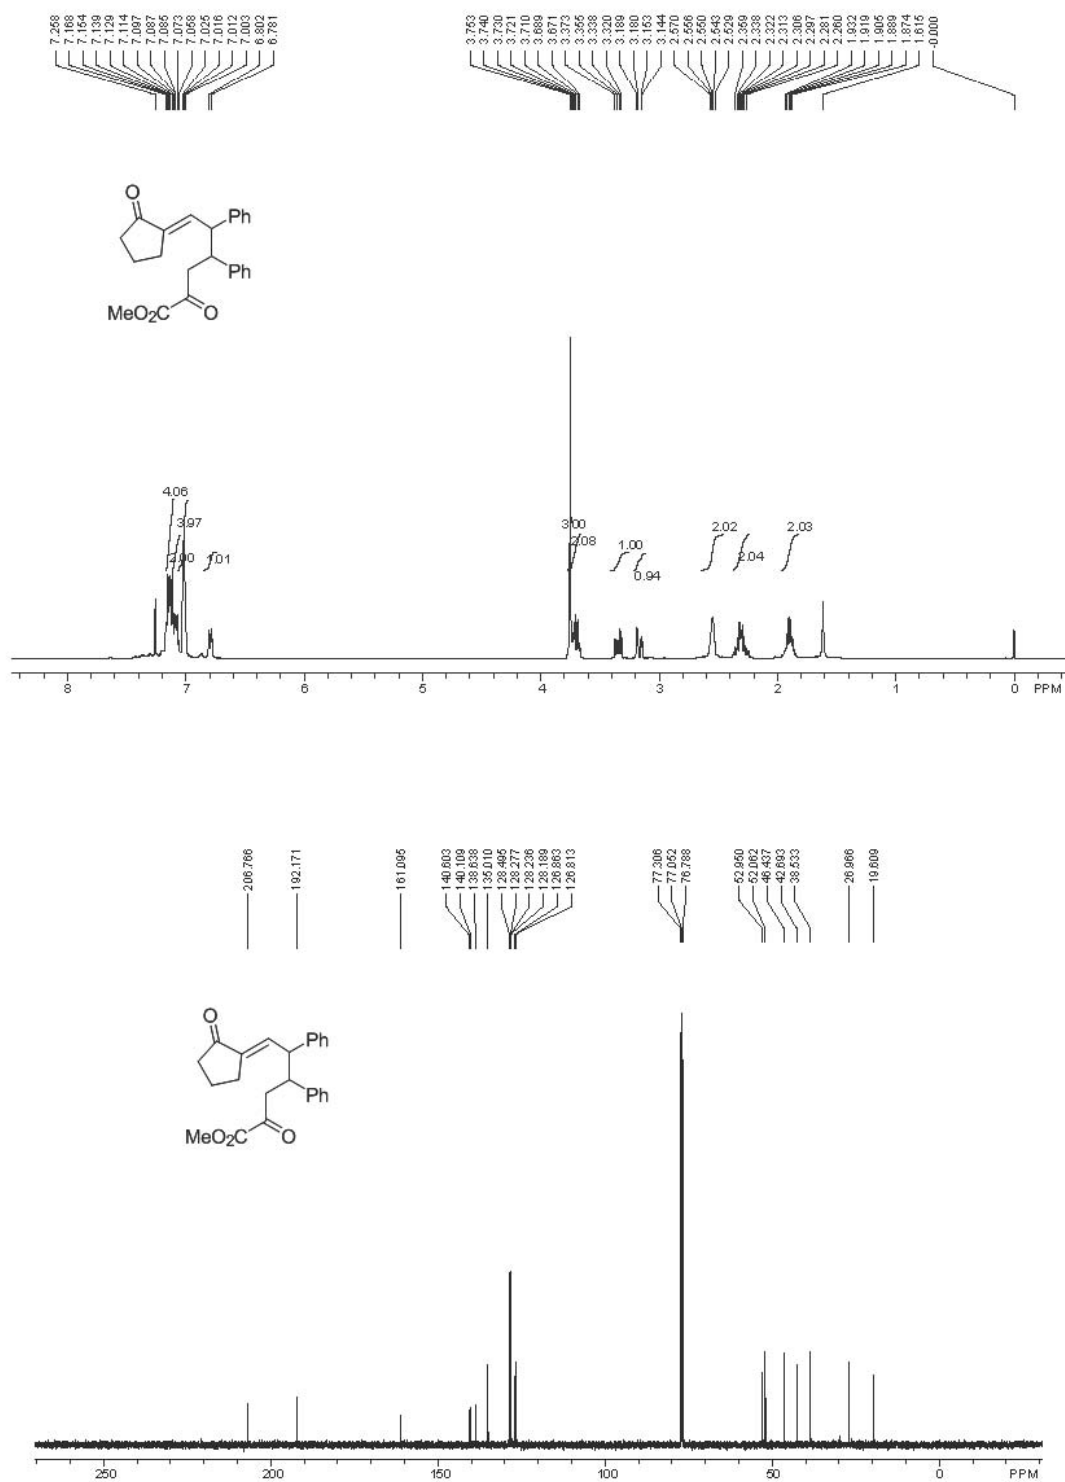 7.258 7.168 7.154 7.139 7.129 7.114 7.097 7.087 7.085 7.073 7.058 7.025 7.016 7.012 7.003 6.802 6.781
3.753 3.740 3.730 3.721 3.710 3.689 3.671 3.373 3.355 3.338 3.320 3.189 3.180 3.153 3.144 2.570 2.556 2.550 2.543 2.529 2.359 2.338 2.322 2.313 2.306 2.297 2.281 2.260 1.932 1.919 1.905 1.889 1.874 1.615 -0.000
O
Ph
Ph
MeO2C
O
4.06
3.97
2.00
1.01
3.00
2.08
1.00
0.94
2.02
2.04
2.03
8 7 6 5 4 3 2 1 0 PPM
206.766 192.171 161.095 140.603 140.109 138.638 135.010 128.495 128.277 128.236 128.189 126.863 126.813 77.306 77.052 76.788 52.950 52.062 46.437 42.693 38.533 26.966 19.609
O
Ph
Ph
MeO2C
O
250 200 150 100 50 0 PPM